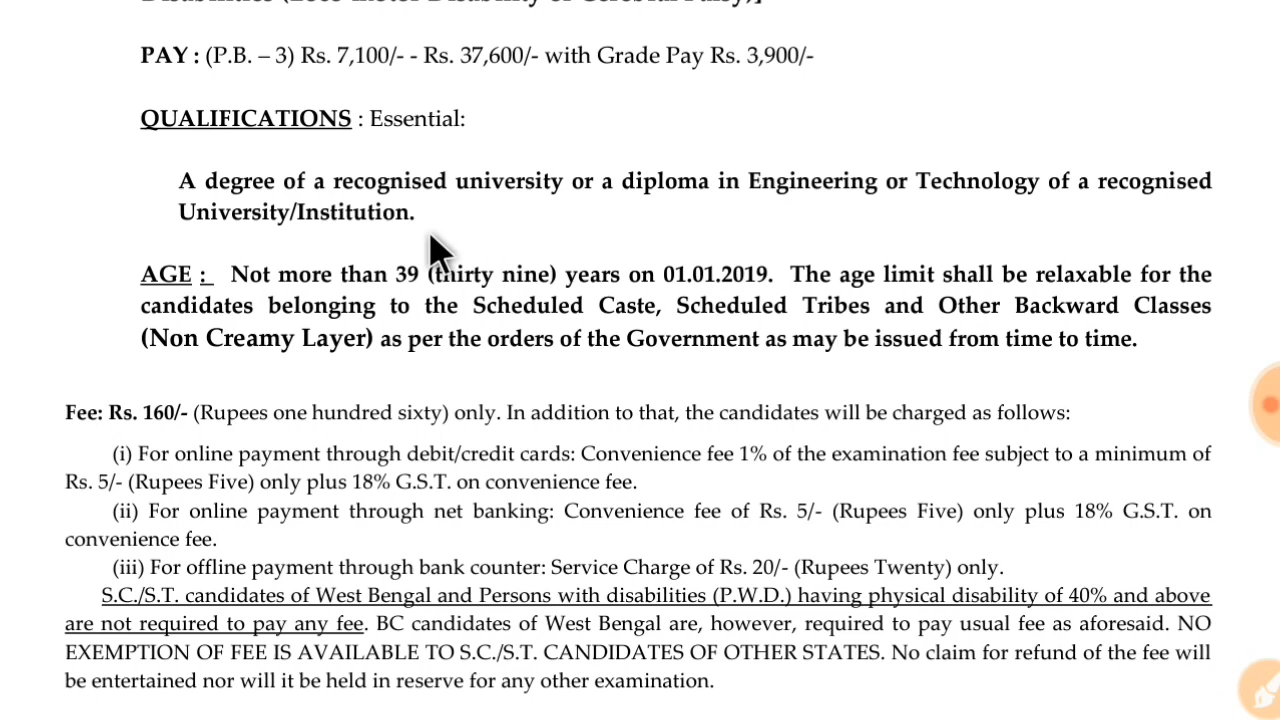 PAY : (P.B. – 3) Rs. 7,100/- - Rs. 37,600/- with Grade Pay Rs. 3,900/-
QUALIFICATIONS : Essential:
A degree of a recognised university or a diploma in Engineering or Technology of a recognised
University/Institution.
AGE : Not more than 39 (thirty nine) years on 01.01.2019. The age limit shall be relaxable for the
candidates belonging to the Scheduled Caste, Scheduled Tribes and Other Backward Classes
(Non Creamy Layer) as per the orders of the Government as may be issued from time to time.
Fee: Rs. 160/- (Rupees one hundred sixty) only. In addition to that, the candidates will be charged as follows:
(i) For online payment through debit/credit cards: Convenience fee 1% of the examination fee subject to a minimum of
Rs. 5/- (Rupees Five) only plus 18% G.S.T. on convenience fee.
(ii) For online payment through net banking: Convenience fee of Rs. 5/- (Rupees Five) only plus 18% G.S.T. on
convenience fee.
(iii) For offline payment through bank counter: Service Charge of Rs. 20/- (Rupees Twenty) only.
S.C./S.T. candidates of West Bengal and Persons with disabilities (P.W.D.) having physical disability of 40% and above
are not required to pay any fee. BC candidates of West Bengal are, however, required to pay usual fee as aforesaid. NO
EXEMPTION OF FEE IS AVAILABLE TO S.C./S.T. CANDIDATES OF OTHER STATES. No claim for refund of the fee will
be entertained nor will it be held in reserve for any other examination.